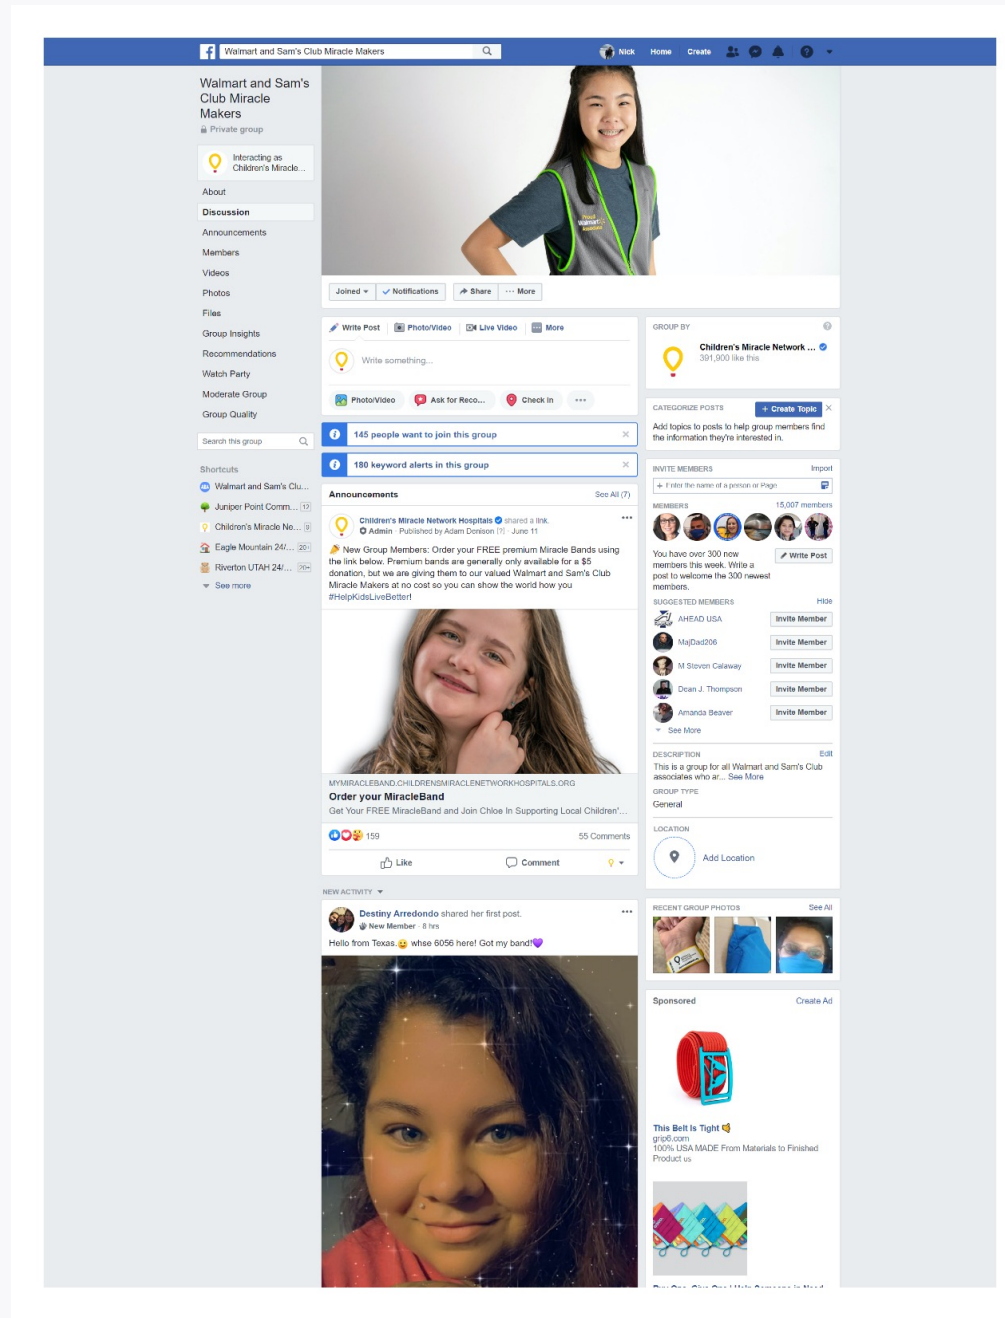 Walmart and Sam's Club Miracle Makers
Nick
Home
Create
Walmart and Sam's
Club Miracle
Makers
Private group
Interacting as
Children's Miracle...
About
Discussion
Announcements
Members
Videos
Photos
Files
Group Insights
Recommendations
Watch Party
Moderate Group
Group Quality
Search this group
Shortcuts
Walmart and Sam's Clu...
Juniper Point Comm... 12
Children's Miracle Ne... 9
Eagle Mountain 24/... 20+
Riverton UTAH 24/... 20+
See more
Proud
Walmart
Associate
Joined
Notifications
Share
More
Write Post
Photo/Video
Live Video
More
Write something...
Photo/Video
Ask for Reco...
Check in
145 people want to join this group
180 keyword alerts in this group
Announcements
See All (7)
Children's Miracle Network Hospitals shared a link.
Admin · Published by Adam Denison [?] · June 11
New Group Members: Order your FREE premium Miracle Bands using
the link below. Premium bands are generally only available for a $5
donation, but we are giving them to our valued Walmart and Sam's Club
Miracle Makers at no cost so you can show the world how you
#HelpKidsLiveBetter!
MYMIRACLEBAND.CHILDRENSMIRACLENETWORKHOSPITALS.ORG
Order your MiracleBand
Get Your FREE MiracleBand and Join Chloe In Supporting Local Children'...
159
55 Comments
Like
Comment
NEW ACTIVITY
Destiny Arredondo shared her first post.
New Member · 8 hrs
Hello from Texas. whse 6056 here! Got my band!
GROUP BY
Children's Miracle Network ...
391,900 like this
CATEGORIZE POSTS
+ Create Topic
Add topics to posts to help group members find
the information they're interested in.
INVITE MEMBERS
Import
+ Enter the name of a person or Page
MEMBERS
15,007 members
You have over 300 new
members this week. Write a
post to welcome the 300 newest
members.
Write Post
SUGGESTED MEMBERS
Hide
AHEAD USA
Invite Member
MajDad206
Invite Member
M Steven Calaway
Invite Member
Dean J. Thompson
Invite Member
Amanda Beaver
Invite Member
See More
DESCRIPTION
Edit
This is a group for all Walmart and Sam's Club
associates who ar... See More
GROUP TYPE
General
LOCATION
Add Location
RECENT GROUP PHOTOS
See All
Sponsored
Create Ad
This Belt Is Tight
grip6.com
100% USA MADE From Materials to Finished
Product us